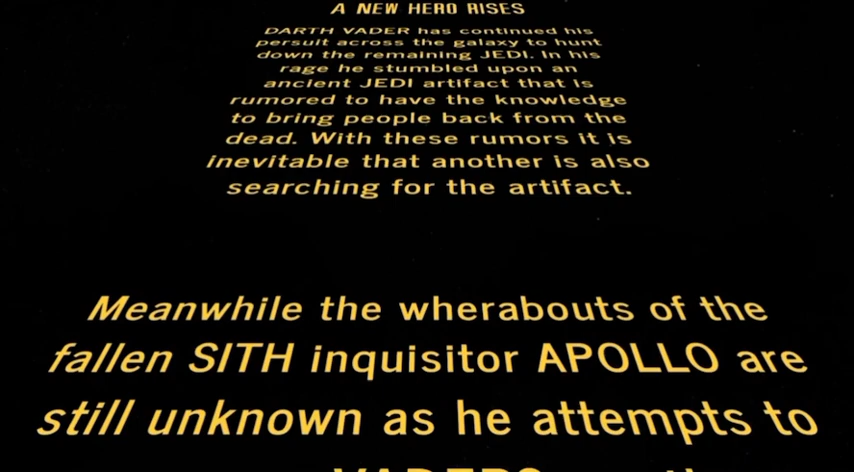 A NEW HERO RISES
DARTH VADER has continued his
persuit across the galaxy to hunt
down the remaining JEDI. In his
rage he stumbled upon an
ancient JEDI artifact that is
rumored to have the knowledge
to bring people back from the
dead. With these rumors it is
inevitable that another is also
searching for the artifact.
Meanwhile the wherabouts of the
fallen SITH inquisitor APOLLO are
still unknown as he attempts to